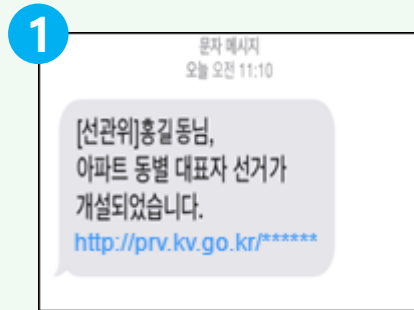 1
문자 메시지
오늘 오전 11:10
[선관위]홍길동님,
아파트 동별 대표자 선거가
개설되었습니다.
http://prv.kv.go.kr/******